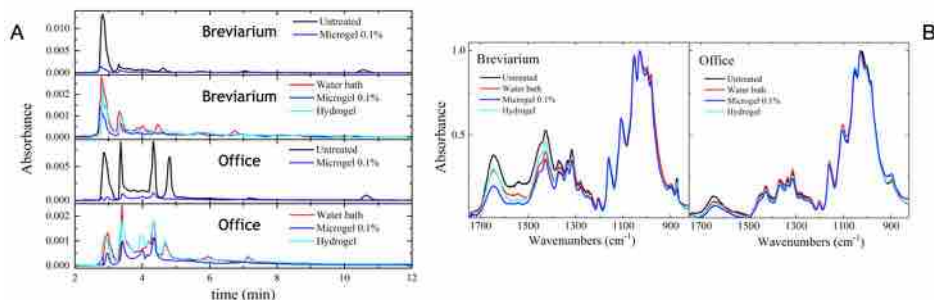 A
B
Absorbance
0.010
0.005
0.000
Breviarium
Untreated
Microgel 0.1%
0.002
0.001
0.000
Breviarium
Water bath
Microgel 0.1%
Hydrogel
0.005
0.000
Office
Untreated
Microgel 0.1%
0.002
0.001
0.000
Office
Water bath
Microgel 0.1%
Hydrogel
2 4 6 8 10 12
time (min)
1.0
0.5
Breviarium
Untreated
Water bath
Microgel 0.1%
Hydrogel
Office
Untreated
Water bath
Microgel 0.1%
Hydrogel
1700 1500 1300 1100 900
1700 1500 1300 1100 900
Wavenumbers (cm⁻¹)
Wavenumbers (cm⁻¹)